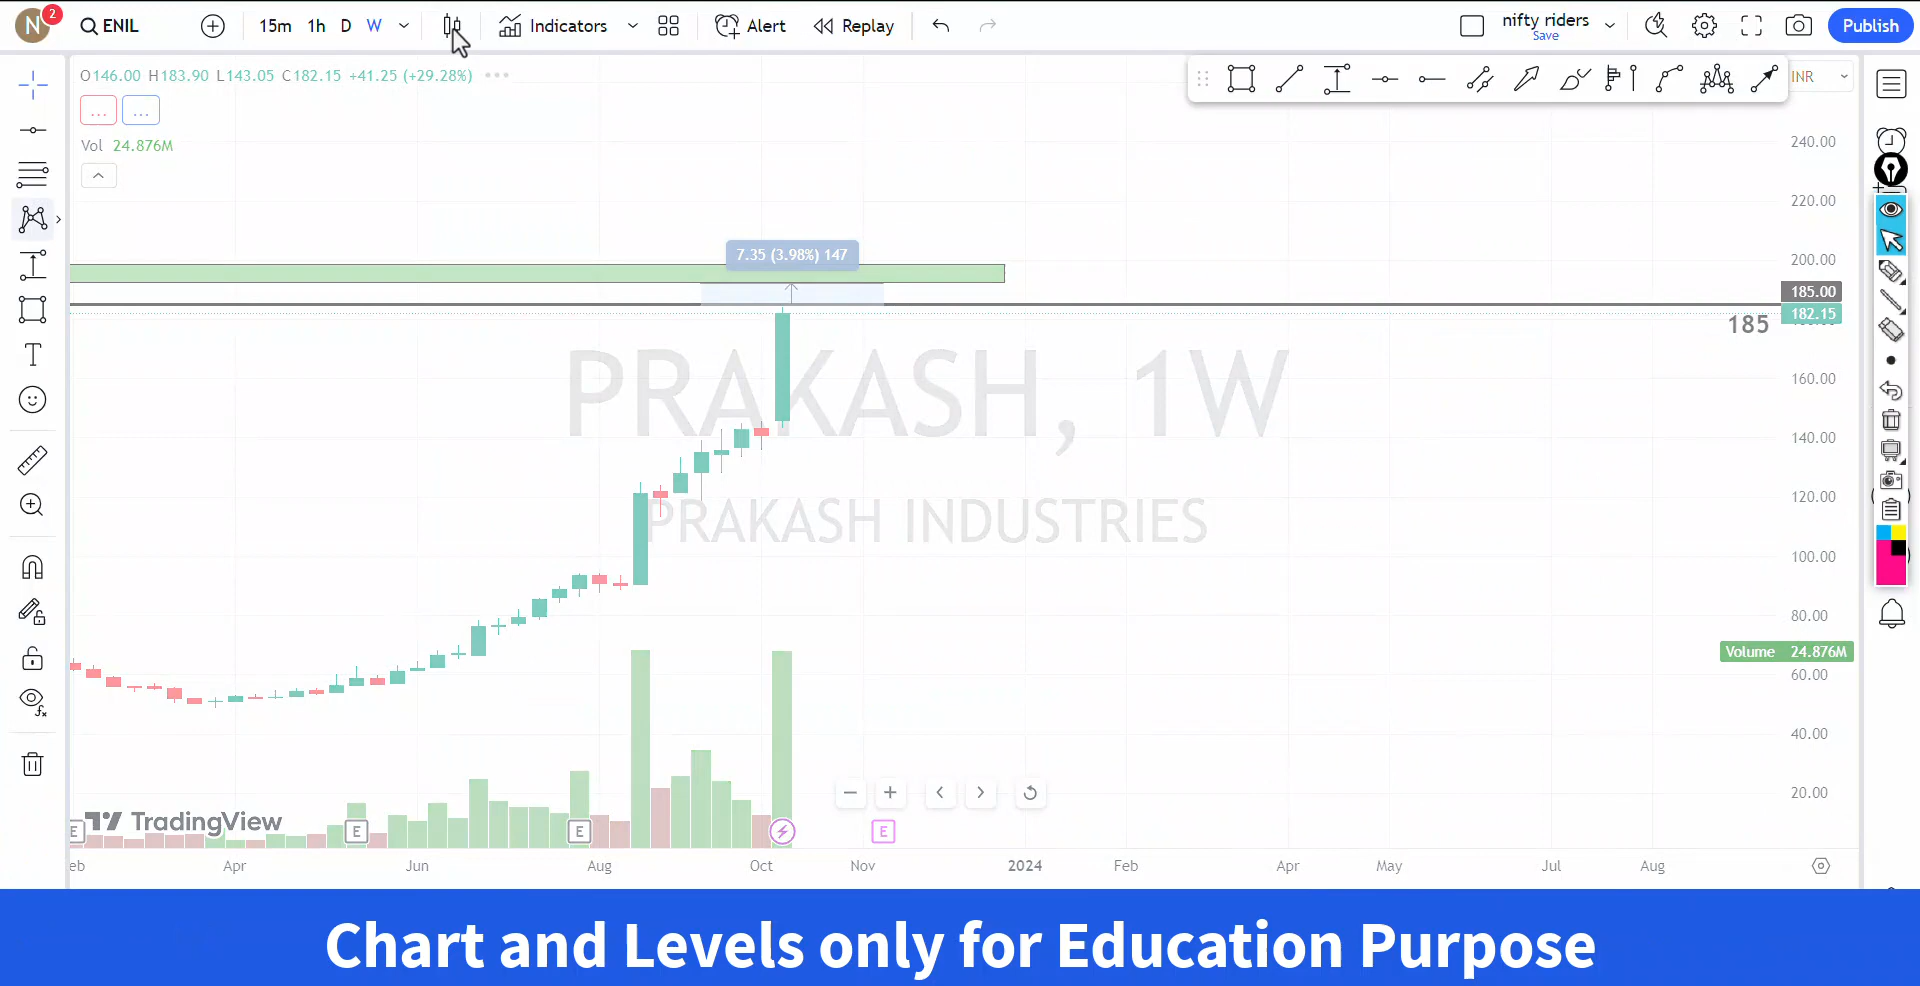 N 2 ENIL 15m 1h D W Indicators Alert Replay nifty riders Save Publish
O146.00 H183.90 L143.05 C182.15 +41.25 (+29.28%)
INR
Vol 24.876M
240.00
220.00
7.35 (3.98%) 147
200.00
185.00
182.15
185
PRAKASH, 1W
160.00
140.00
PRAKASH INDUSTRIES
120.00
100.00
80.00
Volume 24.876M
60.00
40.00
20.00
TradingView
E E E E
eb Apr Jun Aug Oct Nov 2024 Feb Apr May Jul Aug
Chart and Levels only for Education Purpose